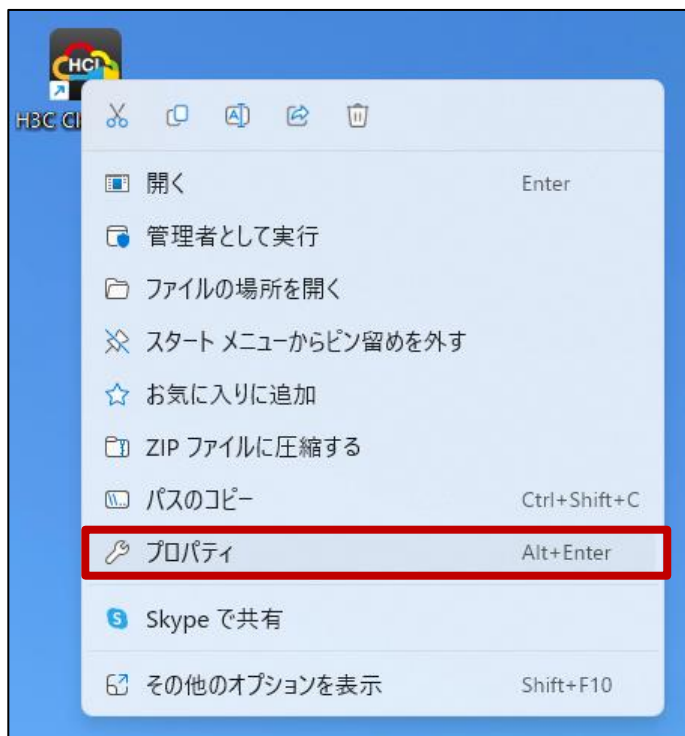 HCL
H3C Cl
開く Enter
管理者として実行
ファイルの場所を開く
スタート メニューからピン留めを外す
お気に入りに追加
ZIP ファイルに圧縮する
パスのコピー Ctrl+Shift+C
プロパティ Alt+Enter
Skype で共有
その他のオプションを表示 Shift+F10